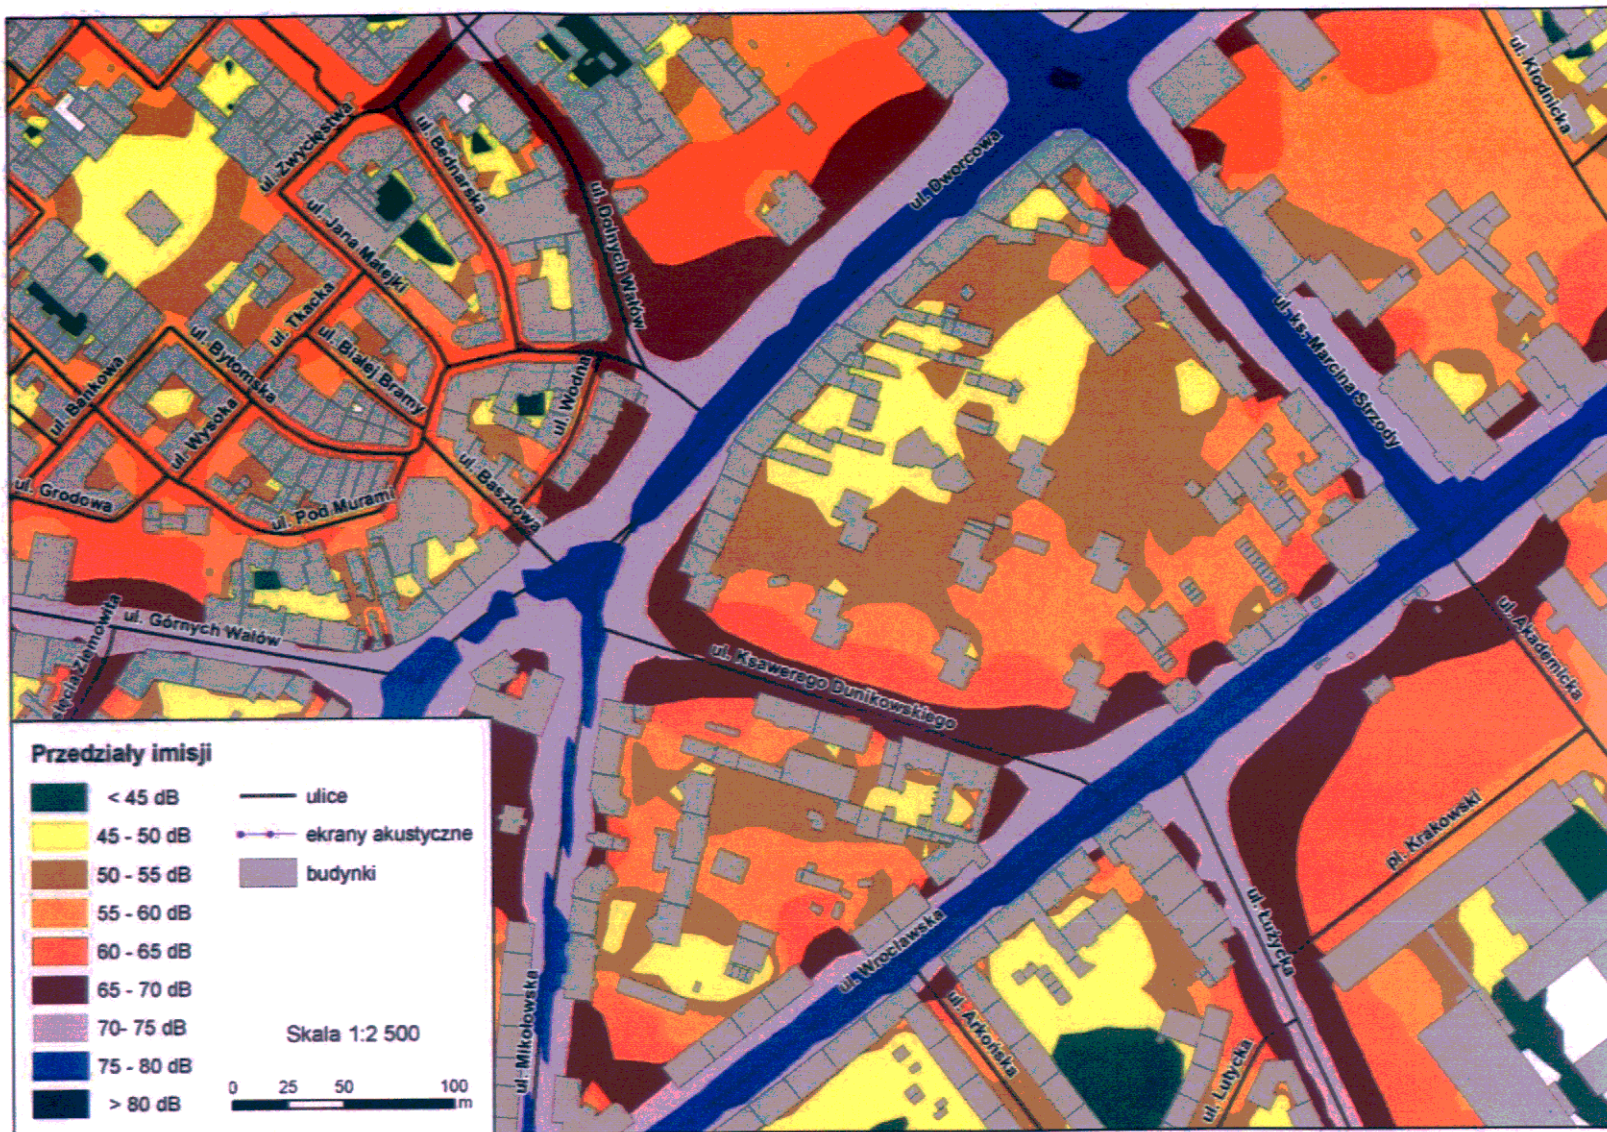 ul. Kłodnicka
ul. Zwycięstwa
ul. Bednarska
ul. Dworcowa
ul. Dolnych Wałów
ul. Jana Matejki
ul. Tkacka
ul. Białej Bramy
ul. Bytomska
ul. Bankowa
ul. Wysoka
ul. Wodna
ul. ks. Marcina Strzody
ul. Basztowa
ul. Grodowa
ul. Pod Murami
ul. Górnych Wałów
Ziemowita
ul. Akademicka
ul. Ksawerego Dunikowskiego
pl. Krakowski
ul. Wrocławska
ul. Łużycka
ul. Arkońska
ul. Łużycka
ul. Mikołowska
Przedziały imisji
< 45 dB
45 - 50 dB
50 - 55 dB
55 - 60 dB
60 - 65 dB
65 - 70 dB
70- 75 dB
75 - 80 dB
> 80 dB
ulice
ekrany akustyczne
budynki
Skala 1:2 500
0 25 50 100
m